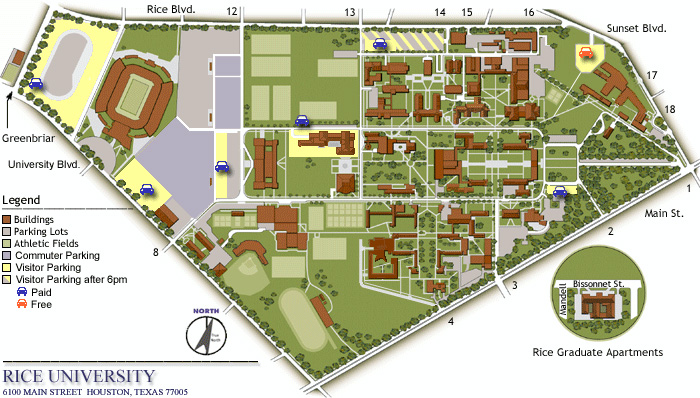 Rice Blvd.
12
13
14
15
16
Sunset Blvd.
17
18
Greenbriar
University Blvd.
1
Main St.
2
3
4
8
Legend
Buildings
Parking Lots
Athletic Fields
Commuter Parking
Visitor Parking
Visitor Parking after 6pm
Paid
Free
NORTH
True
North
Mandell
Bissonnet St.
Rice Graduate Apartments
RICE UNIVERSITY
6100 MAIN STREET HOUSTON, TEXAS 77005